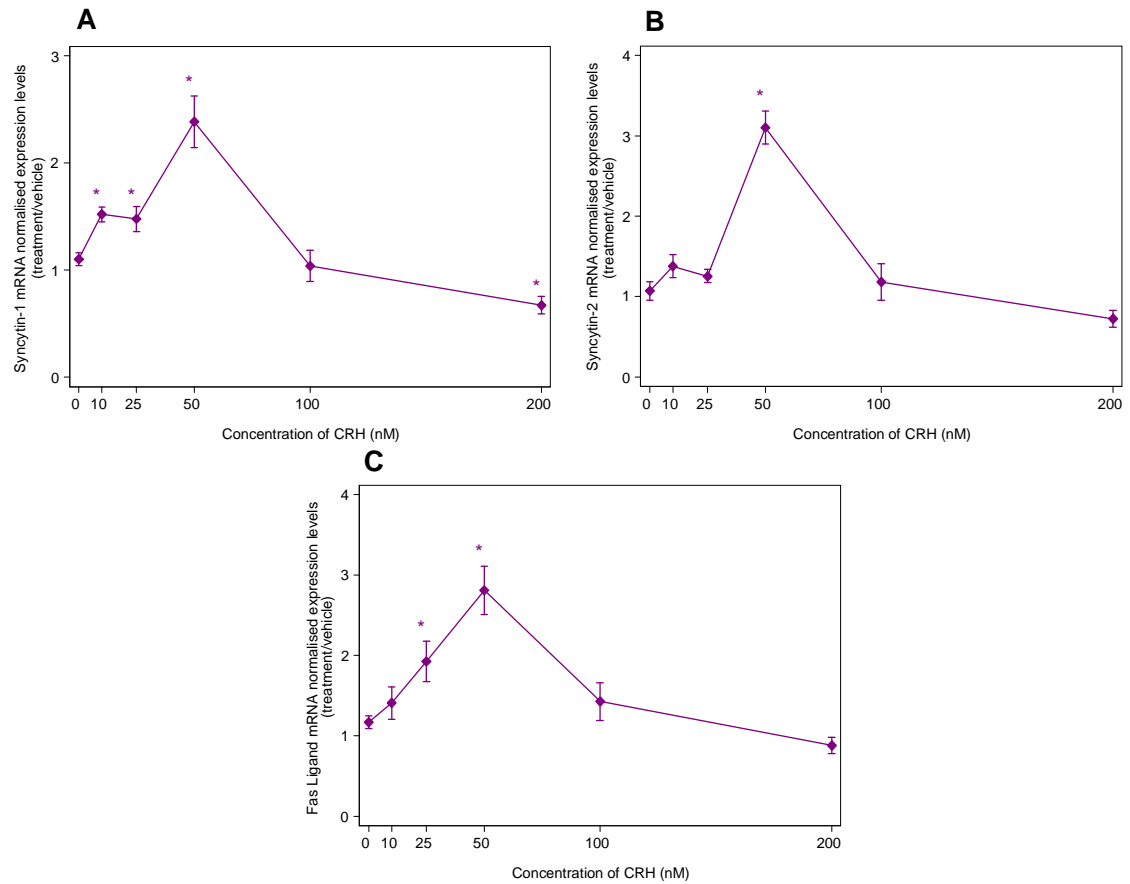 A
Syncytin-1 mRNA normalised expression levels
(treatment/vehicle)
3
2
1
0
*
*
*
*
0 10 25 50 100 200
Concentration of CRH (nM)
B
Syncytin-2 mRNA normalised expression levels
(treatment/vehicle)
4
3
2
1
0
*
0 10 25 50 100 200
Concentration of CRH (nM)
C
Fas Ligand mRNA normalised expression levels
(treatment/vehicle)
4
3
2
1
0
*
*
0 10 25 50 100 200
Concentration of CRH (nM)